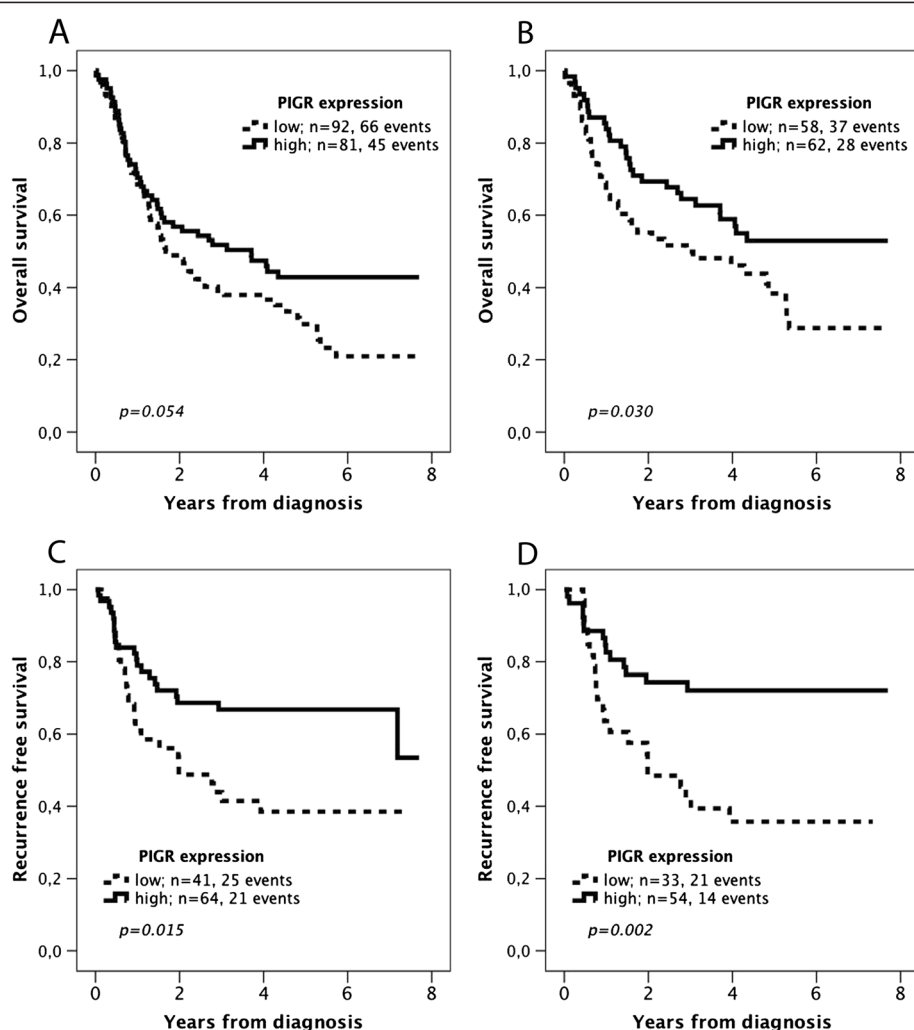 A
Overall survival
1,0
0,8
0,6
0,4
0,2
0,0
PIGR expression
low; n=92, 66 events
high; n=81, 45 events
p=0.054
0 2 4 6 8
Years from diagnosis
B
Overall survival
1,0
0,8
0,6
0,4
0,2
0,0
PIGR expression
low; n=58, 37 events
high; n=62, 28 events
p=0.030
0 2 4 6 8
Years from diagnosis
C
Recurrence free survival
1,0
0,8
0,6
0,4
0,2
0,0
PIGR expression
low; n=41, 25 events
high; n=64, 21 events
p=0.015
0 2 4 6 8
Years from diagnosis
D
Recurrence free survival
1,0
0,8
0,6
0,4
0,2
0,0
PIGR expression
low; n=33, 21 events
high; n=54, 14 events
p=0.002
0 2 4 6 8
Years from diagnosis